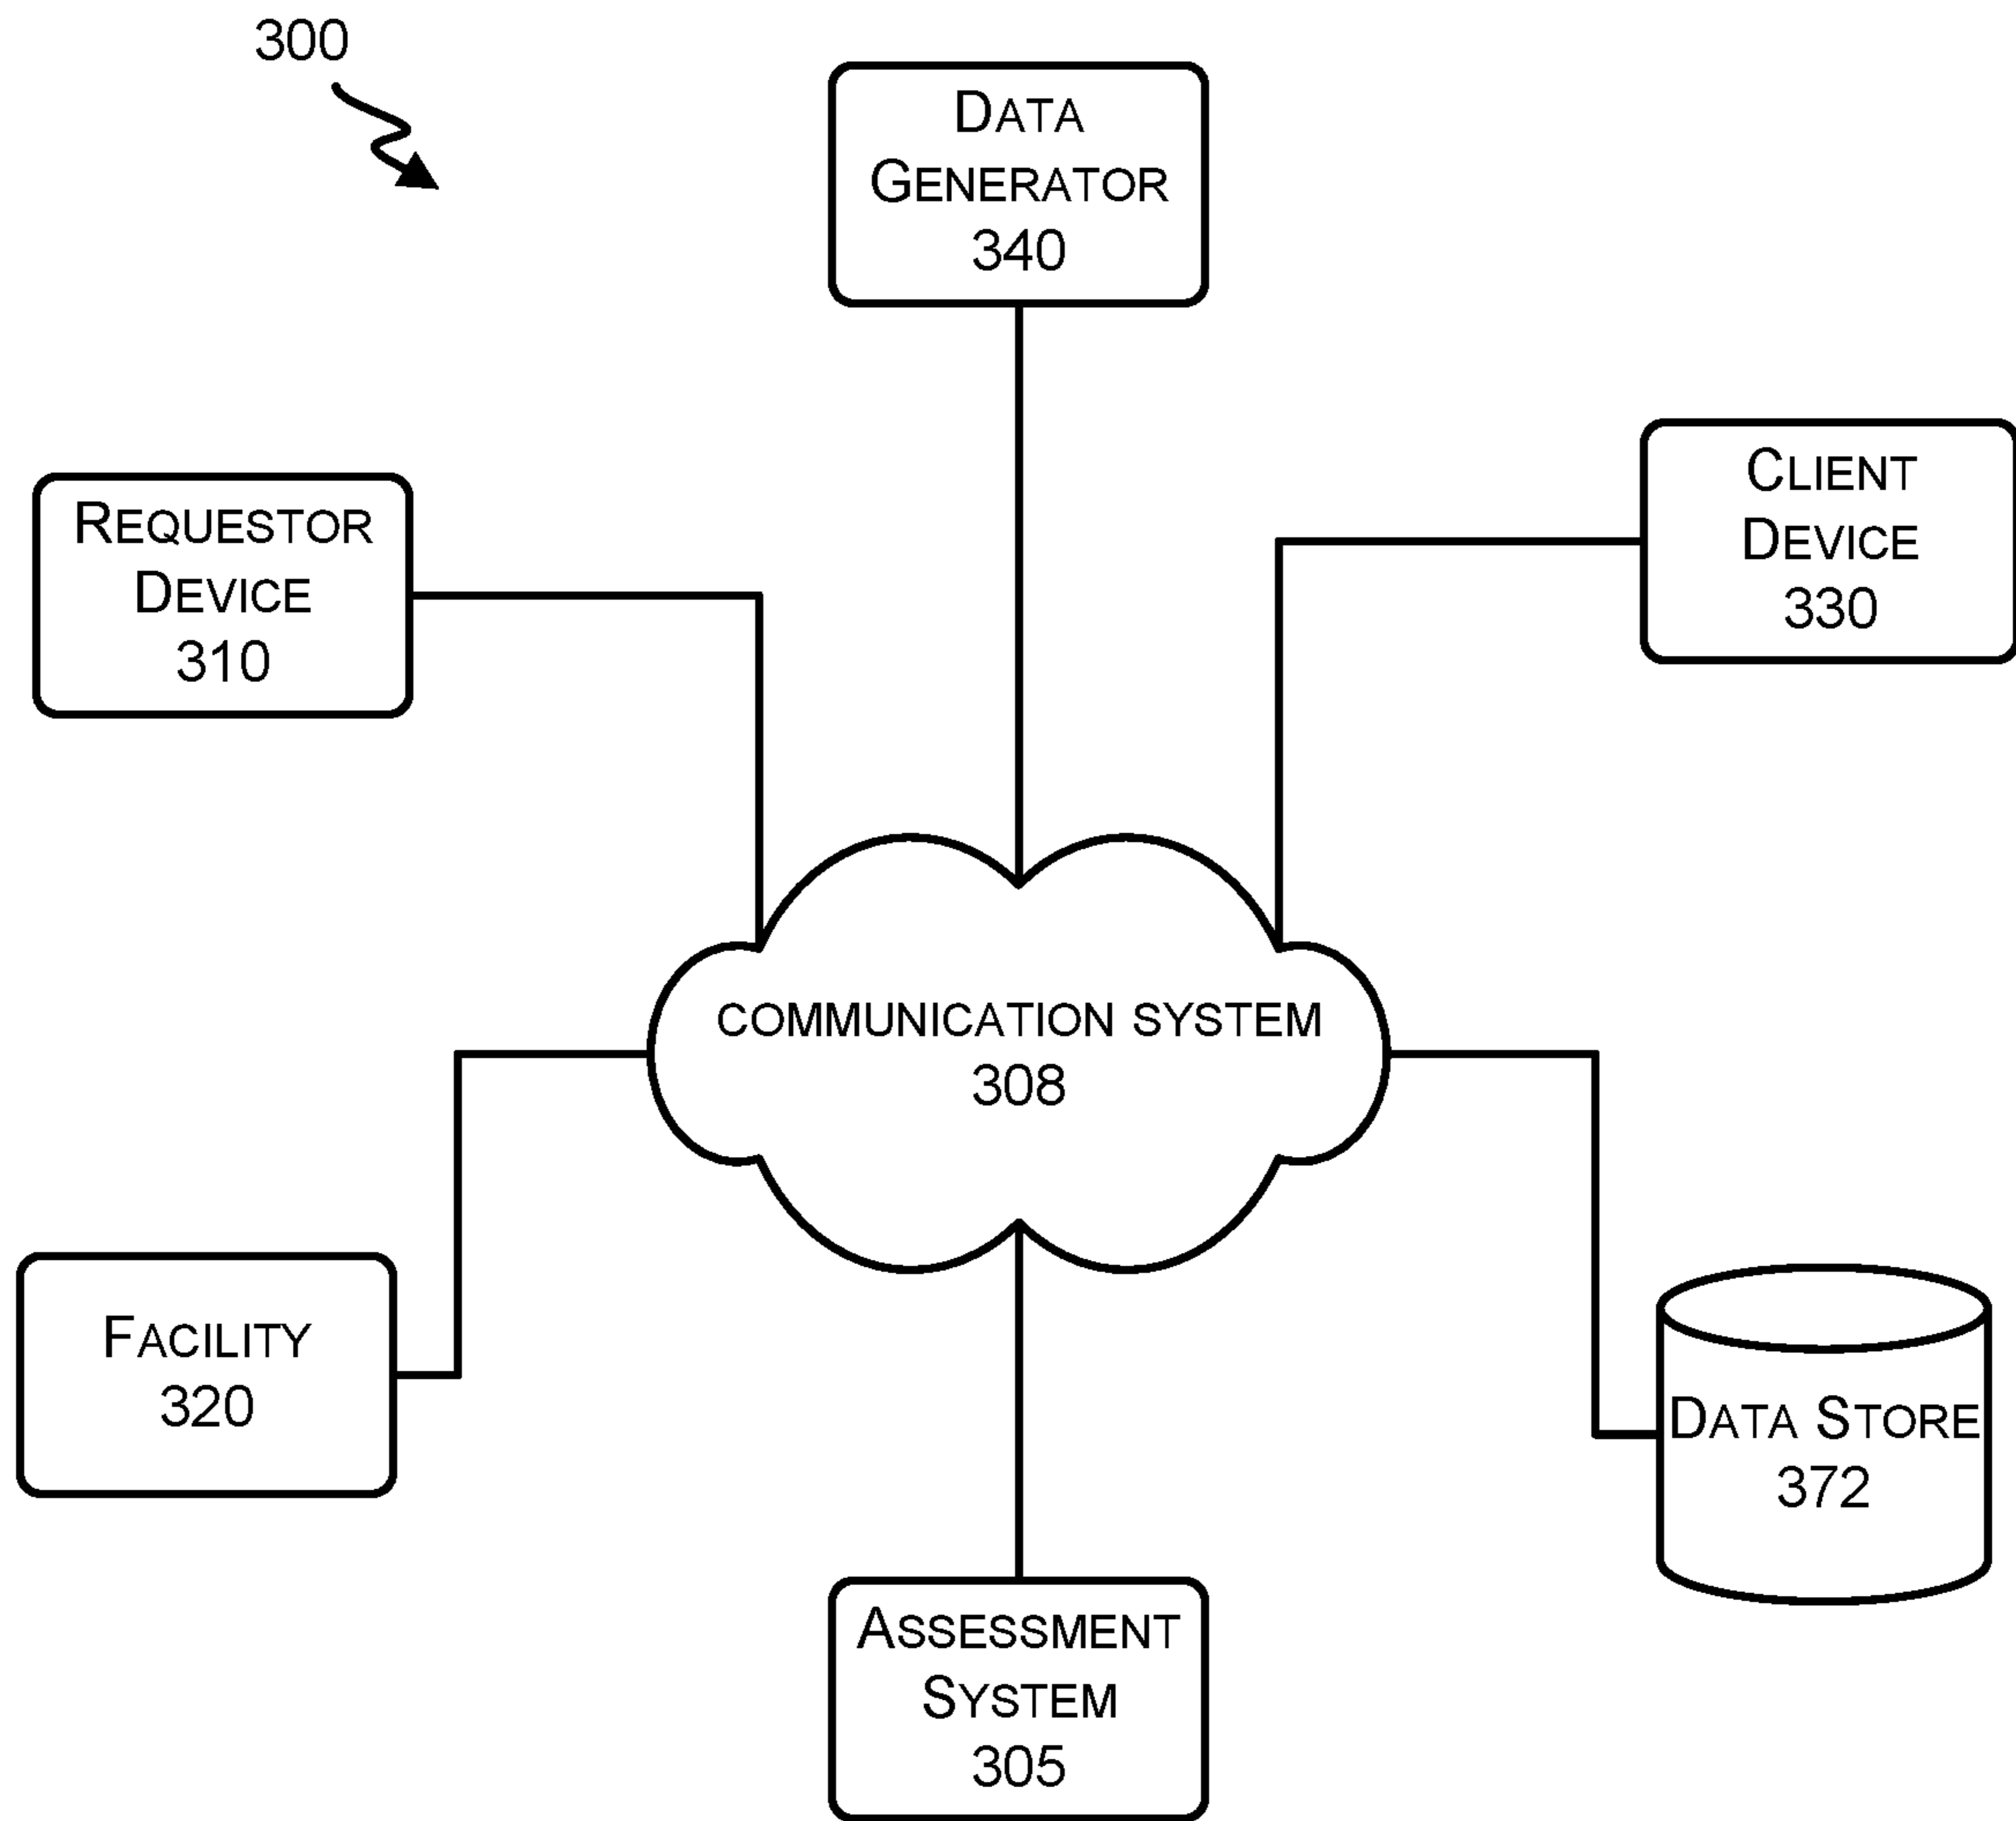 300
DATA
GENERATOR
340
CLIENT
DEVICE
330
REQUESTOR
DEVICE
310
COMMUNICATION SYSTEM
308
FACILITY
320
DATA STORE
372
ASSESSMENT
SYSTEM
305